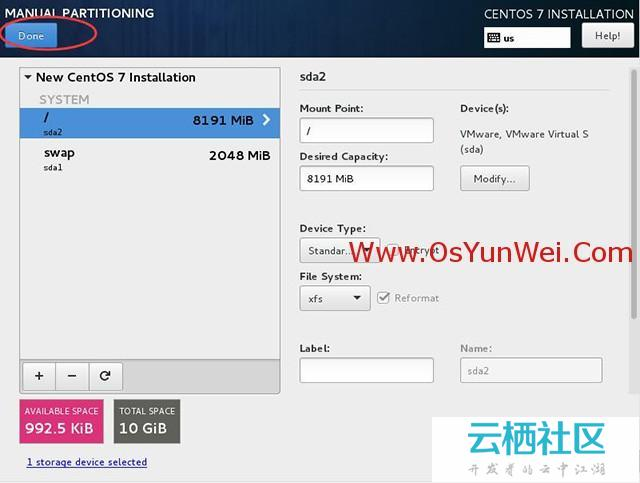 MANUAL PARTITIONING
CENTOS 7 INSTALLATION
Done
us
Help!
New CentOS 7 Installation
SYSTEM
/
8191 MiB
sda2
swap
2048 MiB
sda1
+ -
AVAILABLE SPACE
992.5 KiB
TOTAL SPACE
10 GiB
1 storage device selected
sda2
Mount Point:
/
Device(s):
VMware, VMware Virtual S
(sda)
Desired Capacity:
8191 MiB
Modify...
Device Type:
Standar...
Encrypt
www.OsYunWei.Com
File System:
xfs
Reformat
Label:
Name:
sda2
云栖社区
开发者的云中江湖